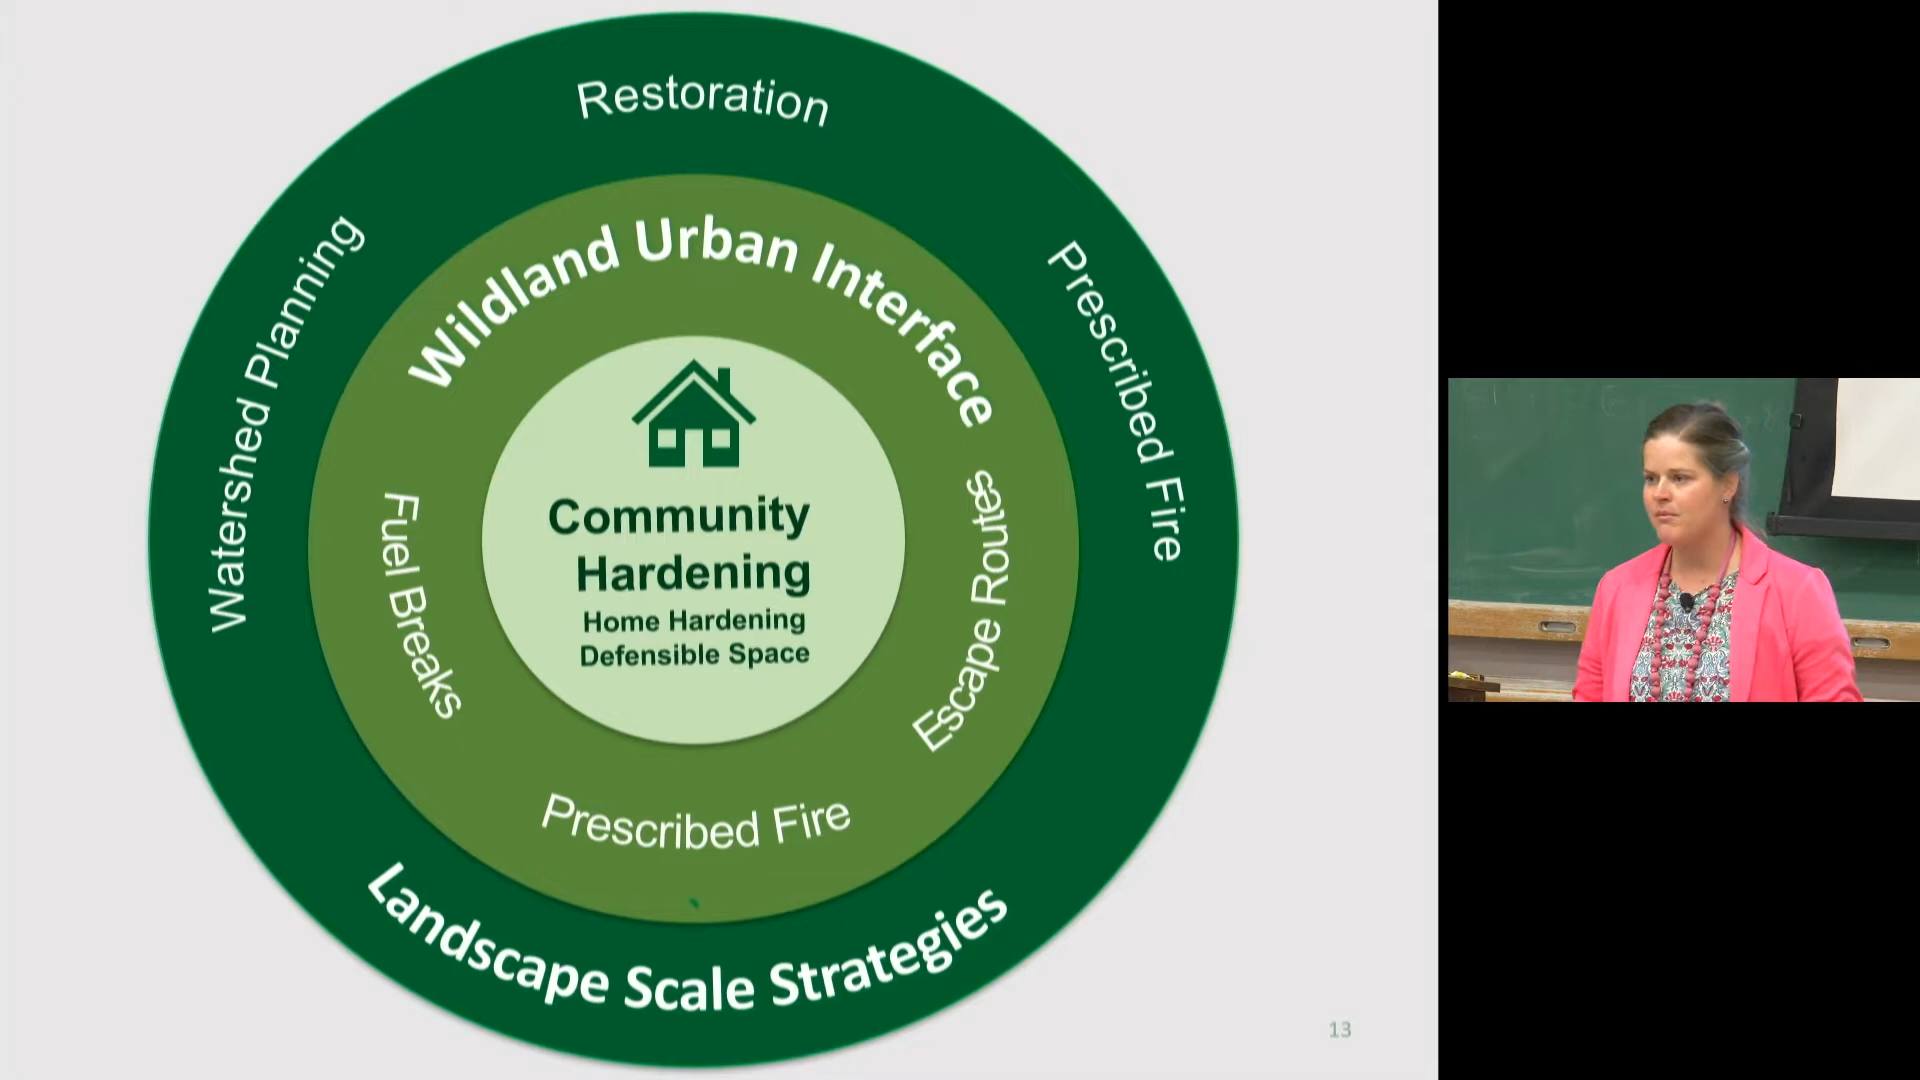 Restoration
Watershed Planning
Prescribed Fire
Wildland Urban Interface
Fuel Breaks
Escape Routes
Prescribed Fire
Community
Hardening
Home Hardening
Defensible Space
Landscape Scale Strategies
13